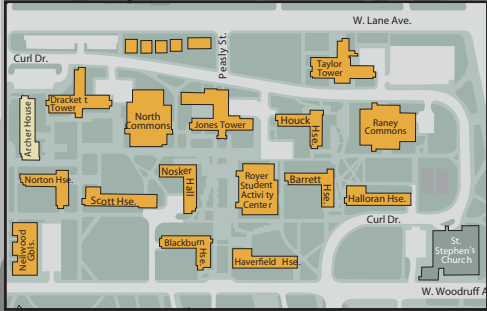 W. Lane Ave.
Curl Dr.
Peasly St.
Taylor
Tower
Drackett
Tower
Archer House
North
Commons
Jones Tower
Houck
Hse.
Raney
Commons
Norton Hse.
Scott Hse.
Nosker
Hall
Royer
Student
Activity
Center
Barrett
Hse.
Halloran Hse.
Curl Dr.
Neilwood
Gbls.
Blackburn
Hse.
Haverfield Hse.
St.
Stephen's
Church
W. Woodruff A